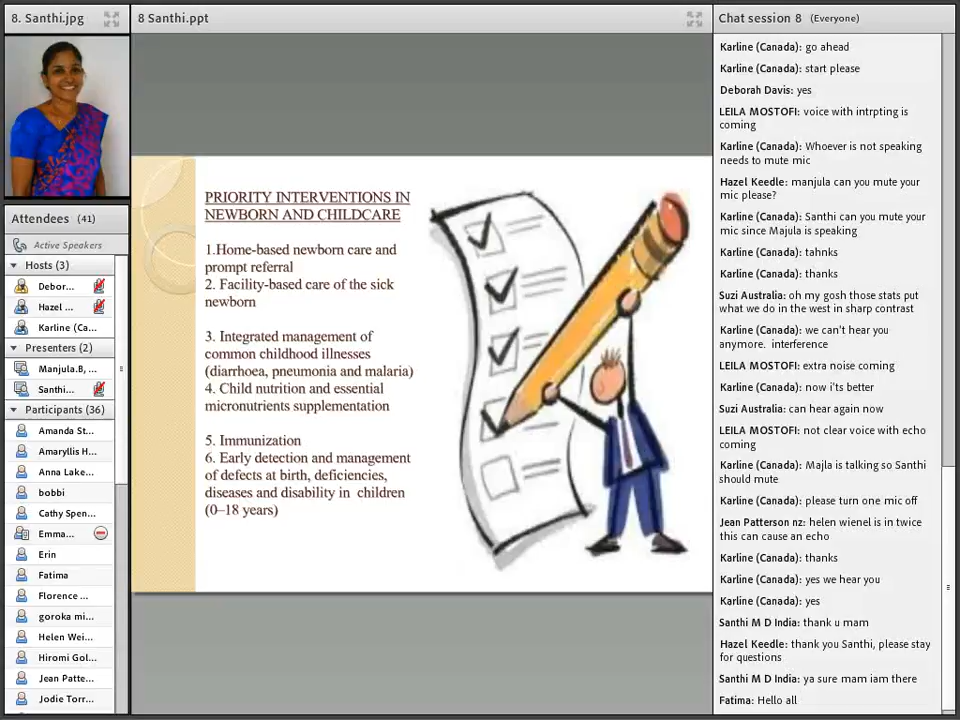 8. Santhi.jpg
8 Santhi.ppt
Chat session 8 (Everyone)
Attendees (41)
Active Speakers
Hosts (3)
Debor...
Hazel ...
Karline (Ca...
Presenters (2)
Manjula.B, ...
Santhi...
Participants (36)
Amanda St...
Amaryllis H...
Anna Lake...
bobbi
Cathy Spen...
Emma...
Erin
Fatima
Florence ...
goroka mi...
Helen Wei...
Hiromi Gol...
Jean Patte...
Jodie Torr...
PRIORITY INTERVENTIONS IN
NEWBORN AND CHILDCARE
1.Home-based newborn care and
prompt referral
2. Facility-based care of the sick
newborn
3. Integrated management of
common childhood illnesses
(diarrhoea, pneumonia and malaria)
4. Child nutrition and essential
micronutrients supplementation
5. Immunization
6. Early detection and management
of defects at birth, deficiencies,
diseases and disability in children
(0–18 years)
Karline (Canada): go ahead
Karline (Canada): start please
Deborah Davis: yes
LEILA MOSTOFI: voice with intrpting is
coming
Karline (Canada): Whoever is not speaking
needs to mute mic
Hazel Keedle: manjula can you mute your
mic please?
Karline (Canada): Santhi can you mute your
mic since Majula is speaking
Karline (Canada): tahnks
Karline (Canada): thanks
Suzi Australia: oh my gosh those stats put
what we do in the west in sharp contrast
Karline (Canada): we can't hear you
anymore. interference
LEILA MOSTOFI: extra noise coming
Karline (Canada): now i'ts better
Suzi Australia: can hear again now
LEILA MOSTOFI: not clear voice with echo
coming
Karline (Canada): Majla is talking so Santhi
should mute
Karline (Canada): please turn one mic off
Jean Patterson nz: helen wienel is in twice
this can cause an echo
Karline (Canada): thanks
Karline (Canada): yes we hear you
Karline (Canada): yes
Santhi M D India: thank u mam
Hazel Keedle: thank you Santhi, please stay
for questions
Santhi M D India: ya sure mam iam there
Fatima: Hello all